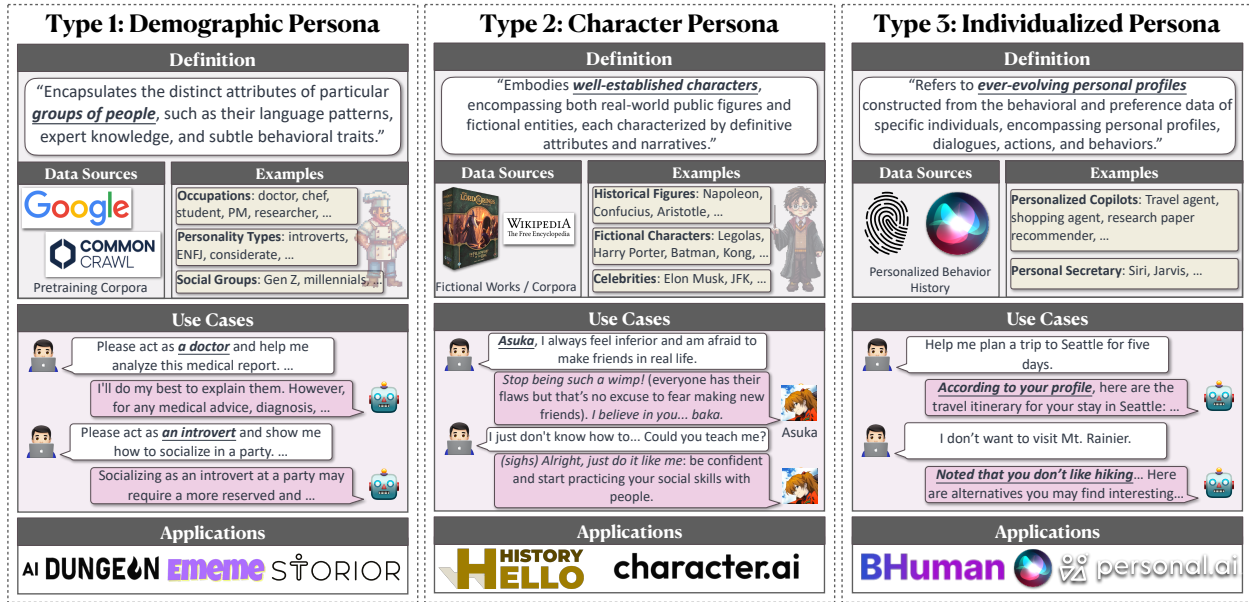 Type 1: Demographic Persona
Definition
“Encapsulates the distinct attributes of particular
groups of people, such as their language patterns,
expert knowledge, and subtle behavioral traits.”
Data Sources
Google
COMMON
CRAWL
Pretraining Corpora
Examples
Occupations: doctor, chef,
student, PM, researcher, ...
Personality Types: introverts,
ENFJ, considerate, ...
Social Groups: Gen Z, millennials, ...
Use Cases
Please act as a doctor and help me
analyze this medical report. ...
I'll do my best to explain them. However,
for any medical advice, diagnosis, ...
Please act as an introvert and show me
how to socialize in a party. ...
Socializing as an introvert at a party may
require a more reserved and ...
Applications
AI DUNGEON
Ememe
STORIOR
Type 2: Character Persona
Definition
“Embodies well-established characters,
encompassing both real-world public figures and
fictional entities, each characterized by definitive
attributes and narratives.”
Data Sources
LORD RINGS
WIKIPEDIA
The Free Encyclopedia
Fictional Works / Corpora
Examples
Historical Figures: Napoleon,
Confucius, Aristotle, ...
Fictional Characters: Legolas,
Harry Porter, Batman, Kong, ...
Celebrities: Elon Musk, JFK, ...
Use Cases
Asuka, I always feel inferior and am afraid to
make friends in real life.
Stop being such a wimp! (everyone has their
flaws but that’s no excuse to fear making new
friends). I believe in you... baka.
Asuka
I just don't know how to... Could you teach me?
(sighs) Alright, just do it like me: be confident
and start practicing your social skills with
people.
Applications
HISTORY
HELLO
character.ai
Type 3: Individualized Persona
Definition
“Refers to ever-evolving personal profiles
constructed from the behavioral and preference data of
specific individuals, encompassing personal profiles,
dialogues, actions, and behaviors.”
Data Sources
Personalized Behavior
History
Examples
Personalized Copilots: Travel agent,
shopping agent, research paper
recommender, ...
Personal Secretary: Siri, Jarvis, ...
Use Cases
Help me plan a trip to Seattle for five
days.
According to your profile, here are the
travel itinerary for your stay in Seattle: ...
I don’t want to visit Mt. Rainier.
Noted that you don’t like hiking... Here
are alternatives you may find interesting...
Applications
BHuman
personal.ai